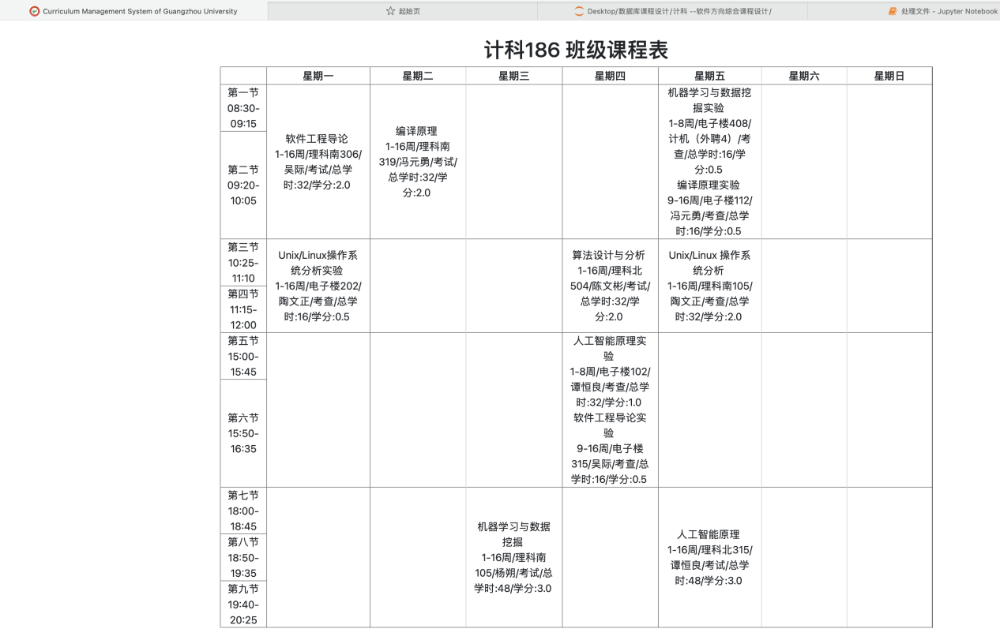 Curriculum Management System of Guangzhou University
起始页
Desktop/数据库课程设计/计科 --软件方向综合课程设计/
处理文件 - Jupyter Notebook
计科186 班级课程表
星期一
星期二
星期三
星期四
星期五
星期六
星期日
第一节
08:30-
09:15
第二节
09:20-
10:05
软件工程导论
1-16周/理科南306/
吴际/考试/总学
时:32/学分:2.0
编译原理
1-16周/理科南
319/冯元勇/考试/
总学时:32/学
分:2.0
机器学习与数据挖
掘实验
1-8周/电子楼408/
计机（外聘4）/考
查/总学时:16/学
分:0.5
编译原理实验
9-16周/电子楼112/
冯元勇/考查/总学
时:16/学分:0.5
第三节
10:25-
11:10
第四节
11:15-
12:00
Unix/Linux操作系
统分析实验
1-16周/电子楼202/
陶文正/考查/总学
时:16/学分:0.5
算法设计与分析
1-16周/理科北
504/陈文彬/考试/
总学时:32/学
分:2.0
Unix/Linux 操作系
统分析
1-16周/理科南105/
陶文正/考查/总学
时:32/学分:2.0
第五节
15:00-
15:45
第六节
15:50-
16:35
人工智能原理实
验
1-8周/电子楼102/
谭恒良/考查/总学
时:32/学分:1.0
软件工程导论实
验
9-16周/电子楼
315/吴际/考查/总
学时:16/学分:0.5
第七节
18:00-
18:45
第八节
18:50-
19:35
第九节
19:40-
20:25
机器学习与数据
挖掘
1-16周/理科南
105/杨朔/考试/总
学时:48/学分:3.0
人工智能原理
1-16周/理科北315/
谭恒良/考试/总学
时:48/学分:3.0